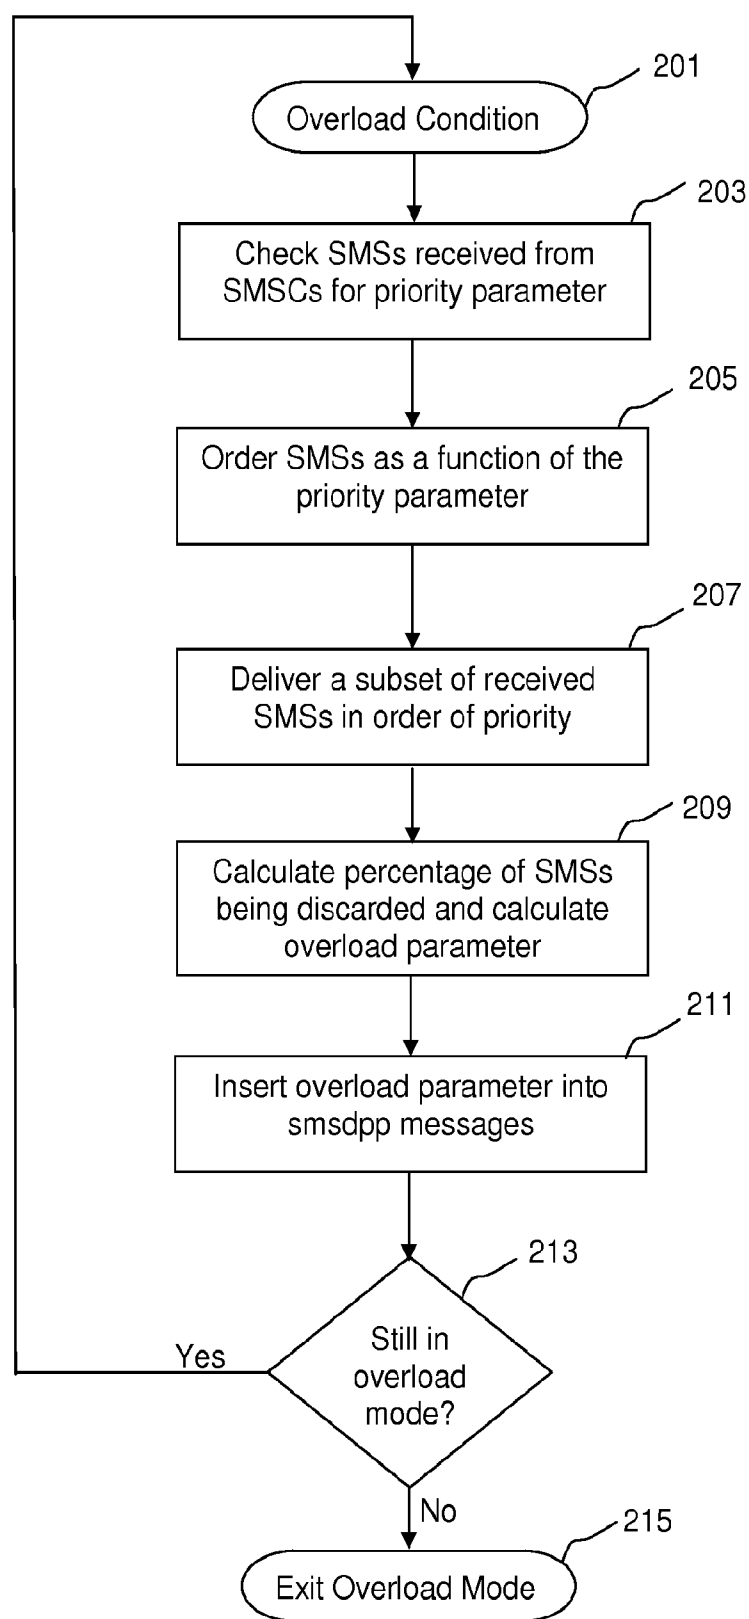 201
Overload Condition
203
Check SMSs received from
SMSCs for priority parameter
205
Order SMSs as a function of the
priority parameter
207
Deliver a subset of received
SMSs in order of priority
209
Calculate percentage of SMSs
being discarded and calculate
overload parameter
211
Insert overload parameter into
smsdpp messages
213
Still in
overload
mode?
Yes
No
215
Exit Overload Mode